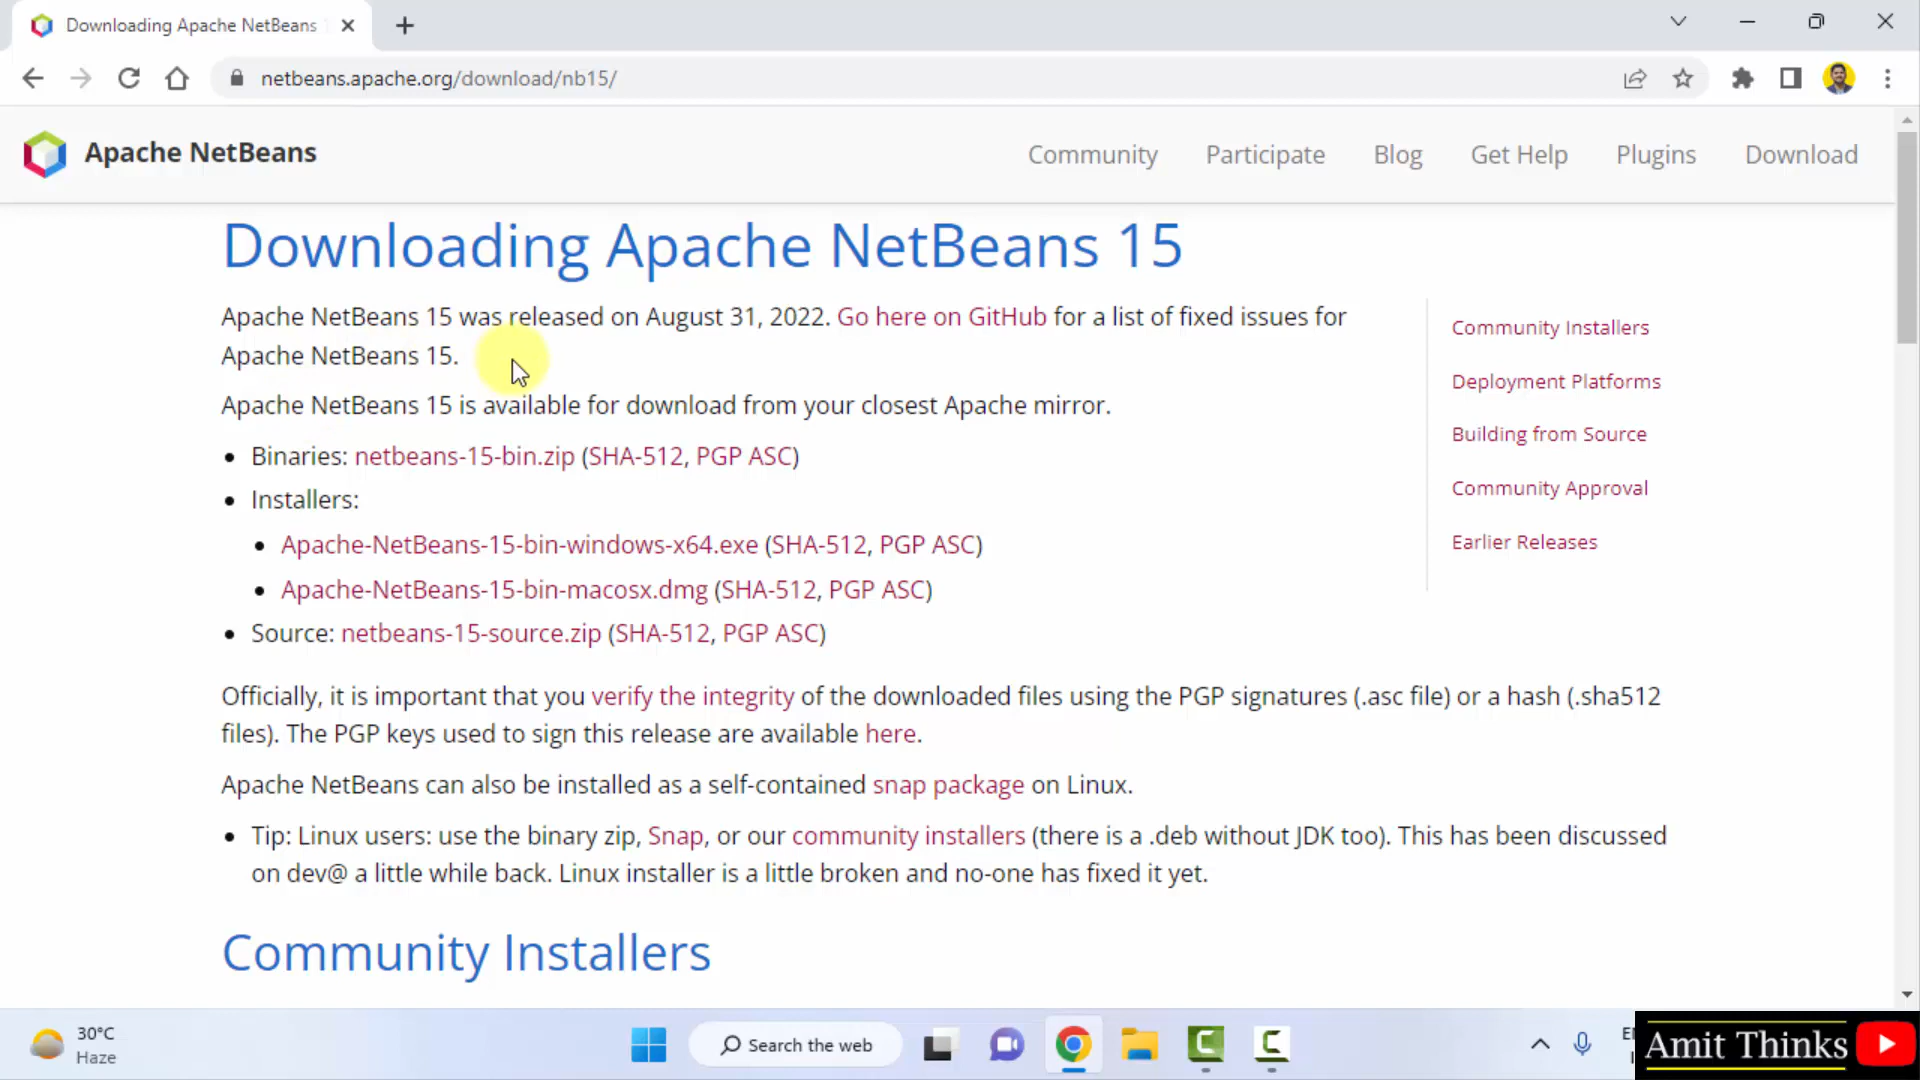 Downloading Apache NetBeans
netbeans.apache.org/download/nb15/
Apache NetBeans
Community
Participate
Blog
Get Help
Plugins
Download
Downloading Apache NetBeans 15
Apache NetBeans 15 was released on August 31, 2022. Go here on GitHub for a list of fixed issues for
Apache NetBeans 15.
Apache NetBeans 15 is available for download from your closest Apache mirror.
• Binaries: netbeans-15-bin.zip (SHA-512, PGP ASC)
• Installers:
• Apache-NetBeans-15-bin-windows-x64.exe (SHA-512, PGP ASC)
• Apache-NetBeans-15-bin-macosx.dmg (SHA-512, PGP ASC)
• Source: netbeans-15-source.zip (SHA-512, PGP ASC)
Officially, it is important that you verify the integrity of the downloaded files using the PGP signatures (.asc file) or a hash (.sha512
files). The PGP keys used to sign this release are available here.
Apache NetBeans can also be installed as a self-contained snap package on Linux.
• Tip: Linux users: use the binary zip, Snap, or our community installers (there is a .deb without JDK too). This has been discussed
on dev@ a little while back. Linux installer is a little broken and no-one has fixed it yet.
Community Installers
Community Installers
Deployment Platforms
Building from Source
Community Approval
Earlier Releases
30°C
Haze
Search the web
Amit Thinks